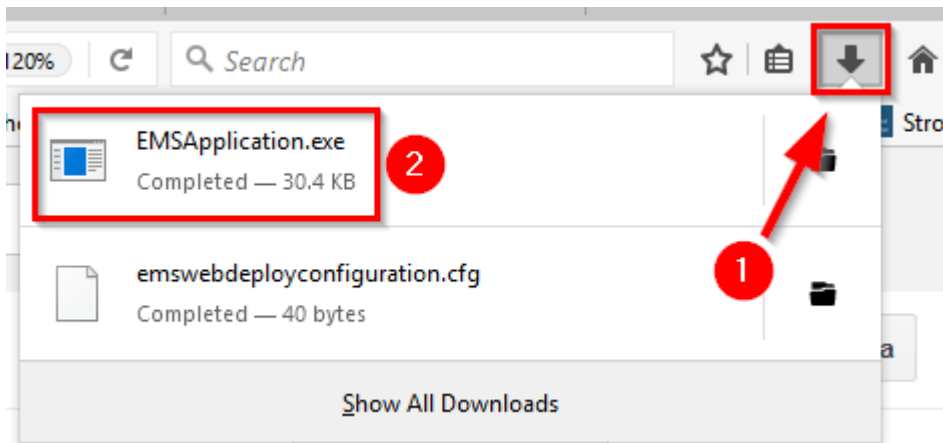 120%
Search
Stro
EMSApplication.exe
Completed — 30.4 KB
2
1
emswebdeployconfiguration.cfg
Completed — 40 bytes
a
Show All Downloads